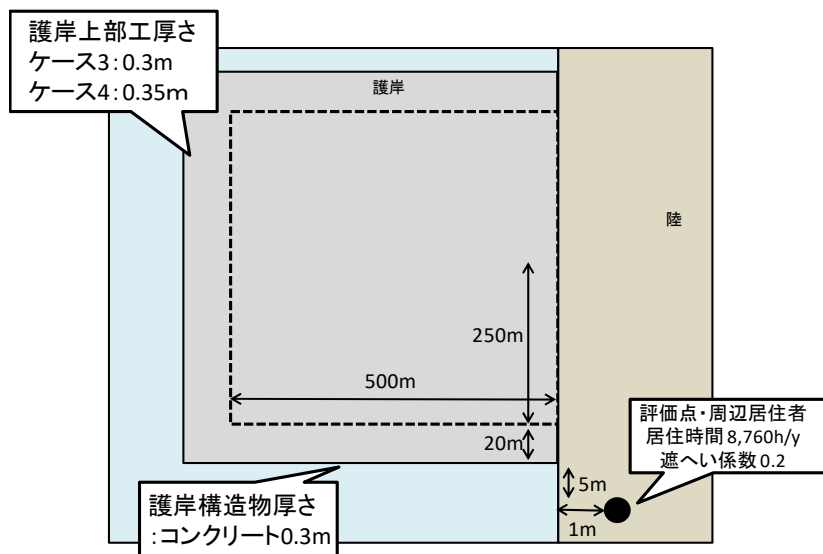 護岸上部工厚さ
ケース3：0.3m
ケース4：0.35m
護岸
陸
250m
500m
20m
評価点・周辺居住者
居住時間8,760h/y
遮へい係数0.2
5m
1m
護岸構造物厚さ
：コンクリート0.3m